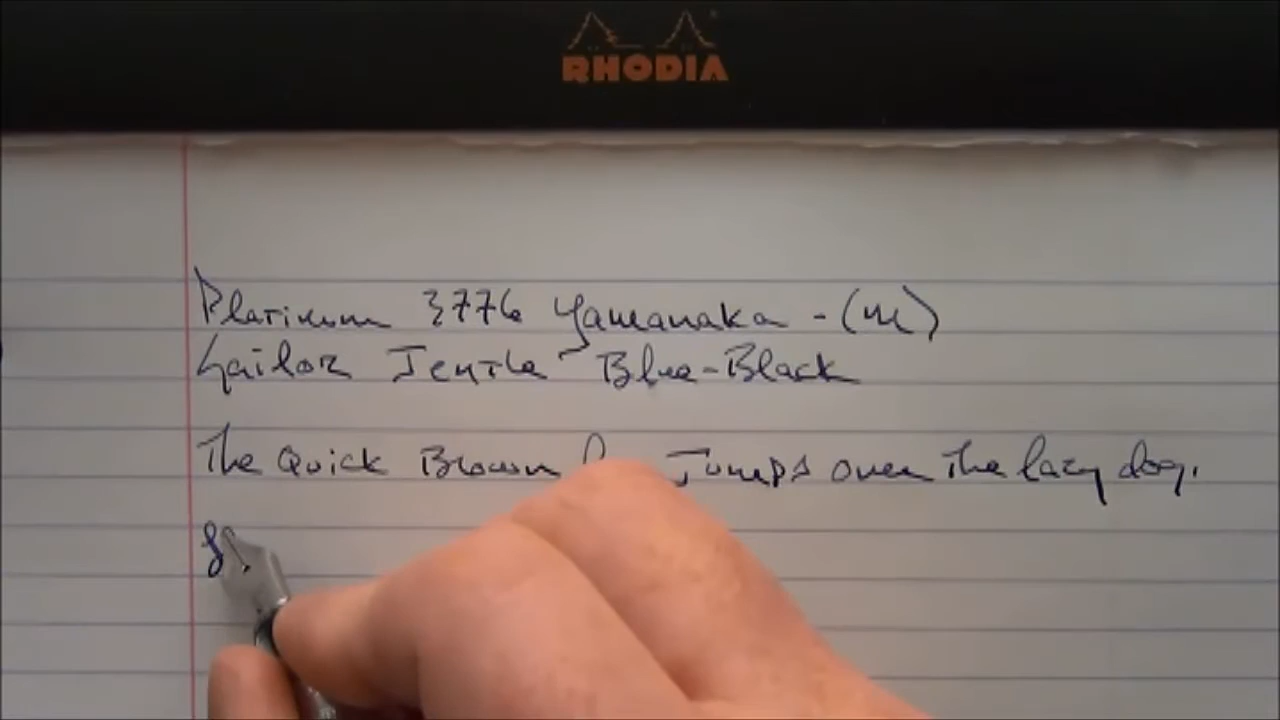 RHODIA
Platinum 3776 Yamanaka - (M)
Sailor Jentle Blue-Black
The Quick Brown Jumps over the lazy dog.